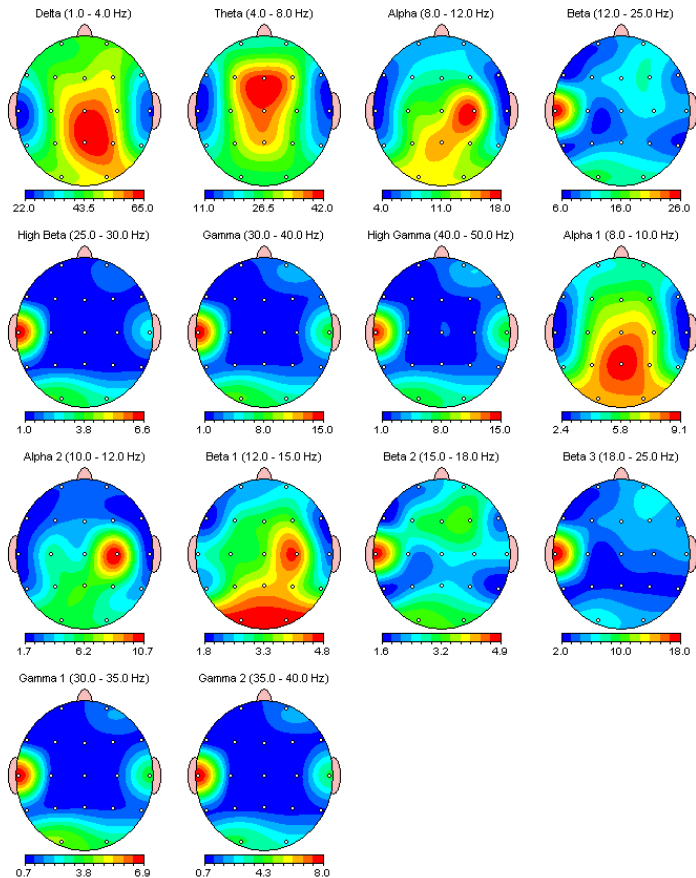 Delta (1.0 - 4.0 Hz) Theta (4.0 - 8.0 Hz) Alpha (8.0 - 12.0 Hz) Beta (12.0 - 25.0 Hz)
22.0 43.5 65.0 11.0 26.5 42.0 4.0 11.0 18.0 6.0 16.0 26.0
High Beta (25.0 - 30.0 Hz) Gamma (30.0 - 40.0 Hz) High Gamma (40.0 - 50.0 Hz) Alpha 1 (8.0 - 10.0 Hz)
1.0 3.8 6.6 1.0 8.0 15.0 1.0 8.0 15.0 2.4 5.8 9.1
Alpha 2 (10.0 - 12.0 Hz) Beta 1 (12.0 - 15.0 Hz) Beta 2 (15.0 - 18.0 Hz) Beta 3 (18.0 - 25.0 Hz)
1.7 6.2 10.7 1.8 3.3 4.8 1.6 3.2 4.9 2.0 10.0 18.0
Gamma 1 (30.0 - 35.0 Hz) Gamma 2 (35.0 - 40.0 Hz)
0.7 3.8 6.9 0.7 4.3 8.0